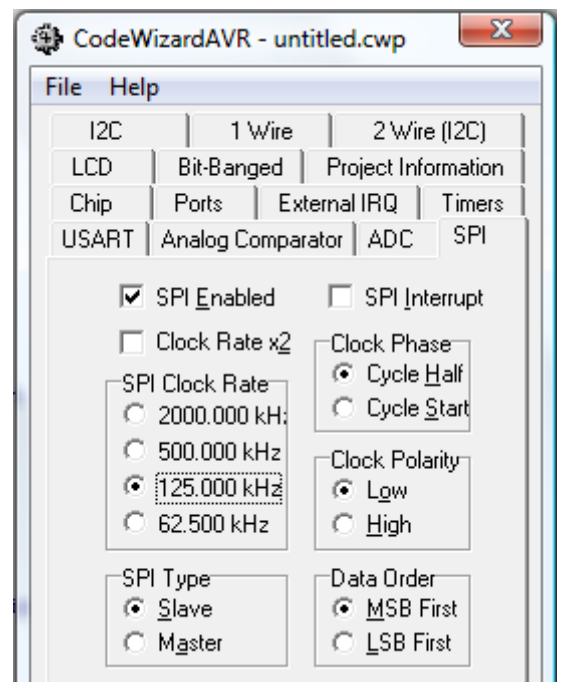 CodeWizardAVR - untitled.cwp
File Help
I2C 1 Wire 2 Wire (I2C)
LCD Bit-Banged Project Information
Chip Ports External IRQ Timers
USART Analog Comparator ADC SPI
SPI Enabled SPI Interrupt
Clock Rate x2
Clock Phase
Cycle Half
Cycle Start
SPI Clock Rate
2000.000 kH:
500.000 kHz
125.000 kHz
62.500 kHz
Clock Polarity
Low
High
SPI Type
Slave
Master
Data Order
MSB First
LSB First